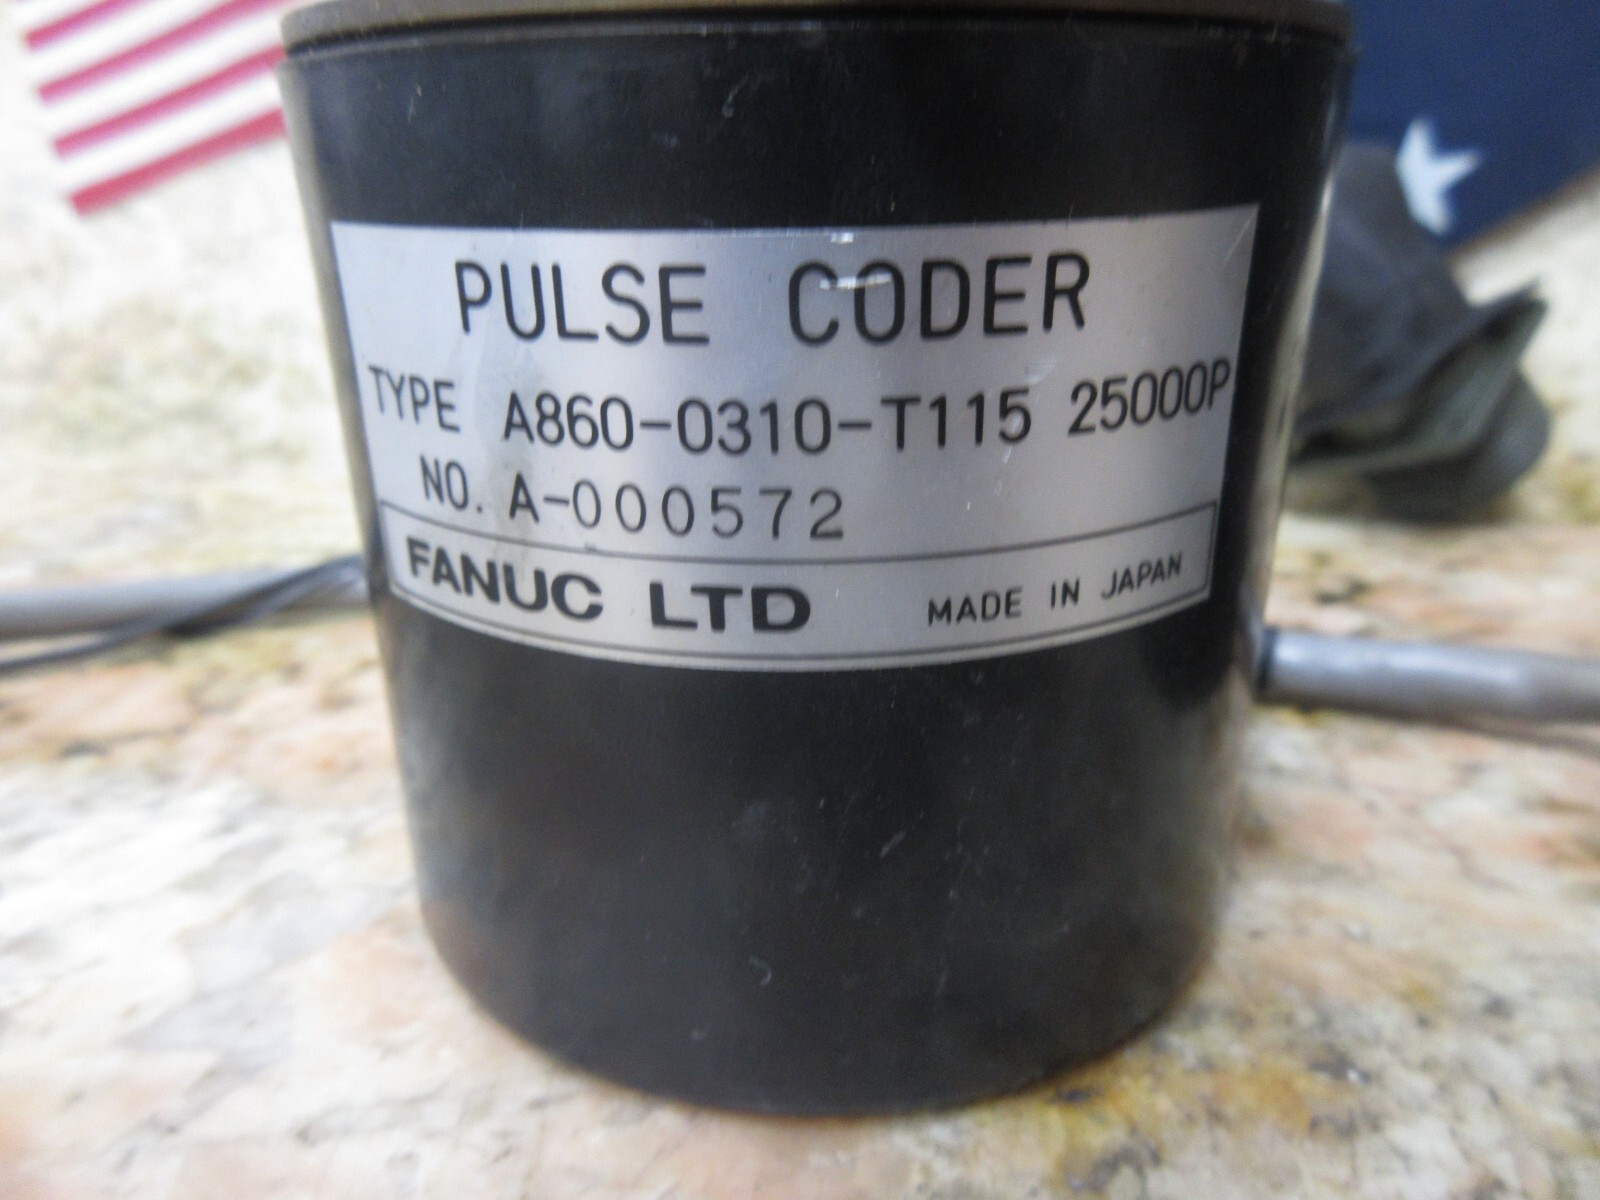 PULSE CODER
TYPE A860-0310-T115 25000P
NO. A-000572
FANUC LTD MADE IN JAPAN